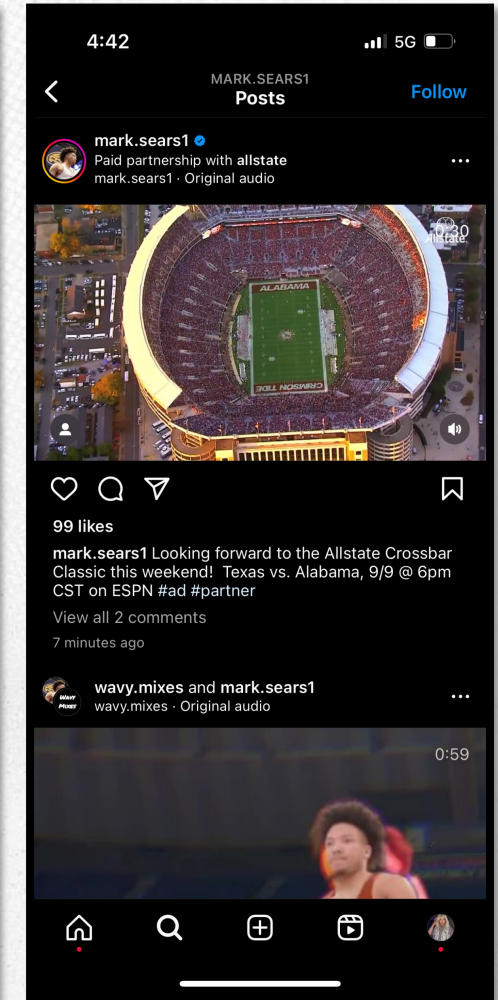 4:42
5G
MARK.SEARS1
Posts
Follow
mark.sears1
Paid partnership with allstate
mark.sears1 · Original audio
0:30
Allstate
ALABAMA
CRIMSON TIDE
99 likes
mark.sears1 Looking forward to the Allstate Crossbar
Classic this weekend!  Texas vs. Alabama, 9/9 @ 6pm
CST on ESPN #ad #partner
View all 2 comments
7 minutes ago
WAVY
MIXES
wavy.mixes and mark.sears1
wavy.mixes · Original audio
0:59